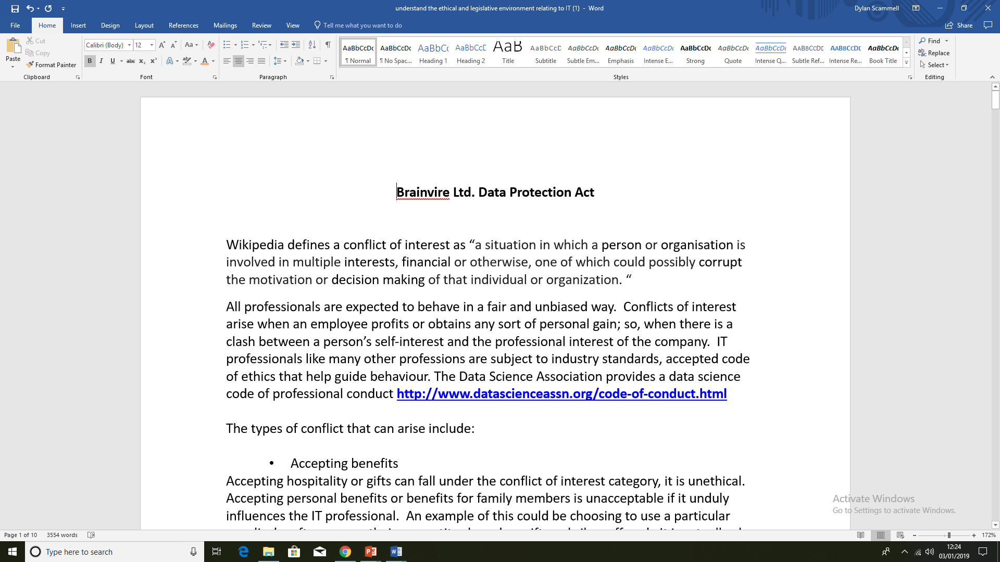 understand the ethical and legislative environment relating to IT (1) - Word
Dylan Scammell
File Home Insert Design Layout References Mailings Review View Tell me what you want to do
Share
Paste
Cut
Copy
Format Painter
Clipboard
Calibri (Body) 12
Font
Paragraph
AaBbCcDc AaBbCcDc AaBbCc AaBbCcE AaB AaBbCcD AaBbCcDc AaBbCcDc AaBbCcDc AaBbCcDc AaBbCcDc AaBbCcDc AABBCCDE AABBCCDE AaBbCcDc
¶ Normal ¶ No Spac... Heading 1 Heading 2 Title Subtitle Subtle Em... Emphasis Intense E... Strong Quote Intense Q... Subtle Ref... Intense Re... Book Title
Styles
Find
Replace
Select
Editing
Brainvire Ltd. Data Protection Act
Wikipedia defines a conflict of interest as “a situation in which a person or organisation is
involved in multiple interests, financial or otherwise, one of which could possibly corrupt
the motivation or decision making of that individual or organization. “
All professionals are expected to behave in a fair and unbiased way.  Conflicts of interest
arise when an employee profits or obtains any sort of personal gain; so, when there is a
clash between a person’s self-interest and the professional interest of the company.  IT
professionals like many other professions are subject to industry standards, accepted code
of ethics that help guide behaviour. The Data Science Association provides a data science
code of professional conduct http://www.datascienceassn.org/code-of-conduct.html
The types of conflict that can arise include:
• Accepting benefits
Accepting hospitality or gifts can fall under the conflict of interest category, it is unethical.
Accepting personal benefits or benefits for family members is unacceptable if it unduly
influences the IT professional.  An example of this could be choosing to use a particular
Activate Windows
Go to Settings to activate Windows.
Page 1 of 10 3554 words
172%
Type here to search
12:24
03/01/2019